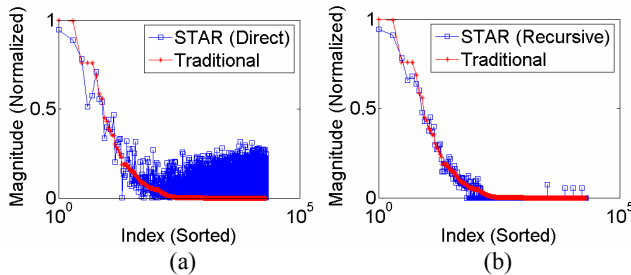 STAR (Direct)
Traditional
Magnitude (Normalized)
1
0.5
0
10^0
10^5
Index (Sorted)
(a)
STAR (Recursive)
Traditional
Magnitude (Normalized)
1
0.5
0
10^0
10^5
Index (Sorted)
(b)